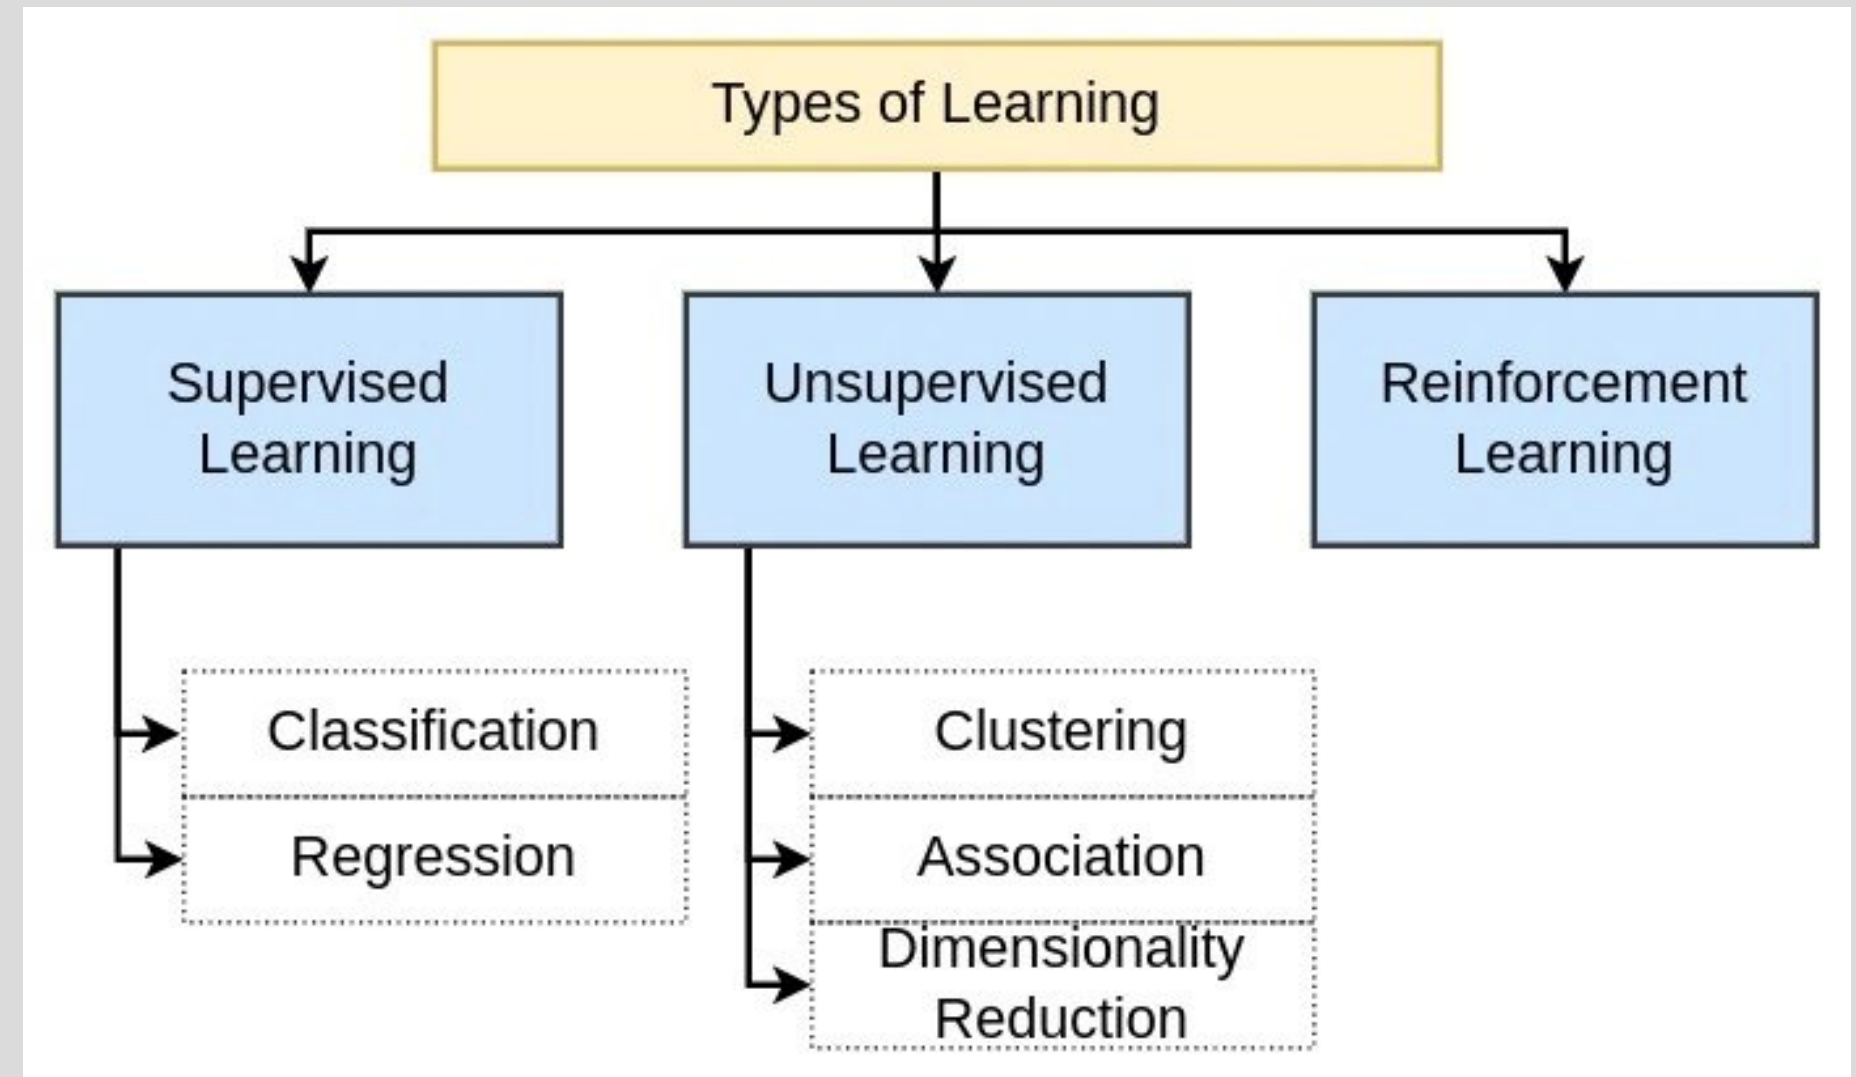 Types of Learning
Supervised
Learning
Unsupervised
Learning
Reinforcement
Learning
Classification
Regression
Clustering
Association
Dimensionality
Reduction